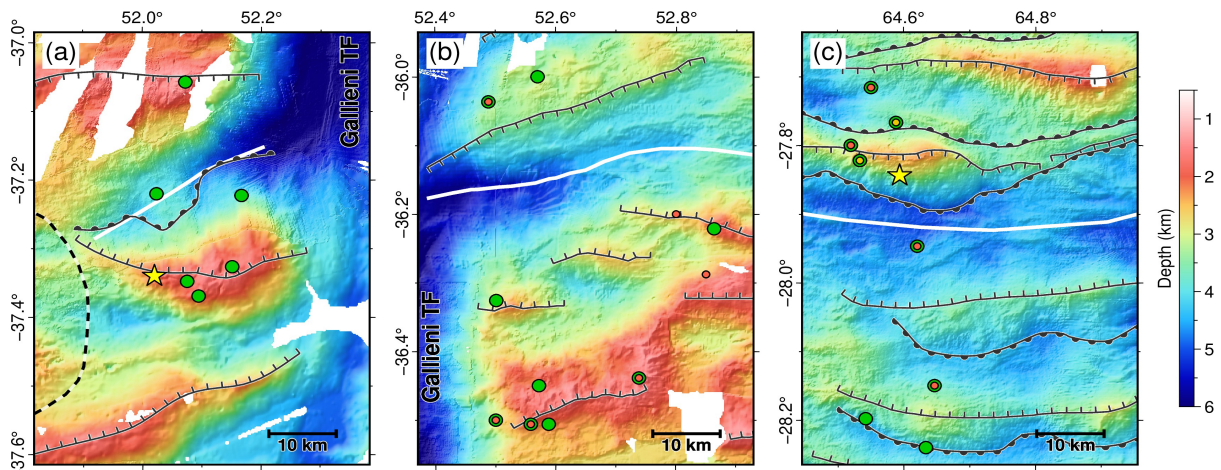 52.0° 52.2°
52.4° 52.6° 52.8°
64.6° 64.8°
(a)
(b)
(c)
-37.0°
-37.2°
-37.4°
-37.6°
Gallieni TF
10 km
-36.0°
-36.2°
-36.4°
Gallieni TF
10 km
-27.8°
-28.0°
-28.2°
10 km
1
2
3
4
5
6
Depth (km)